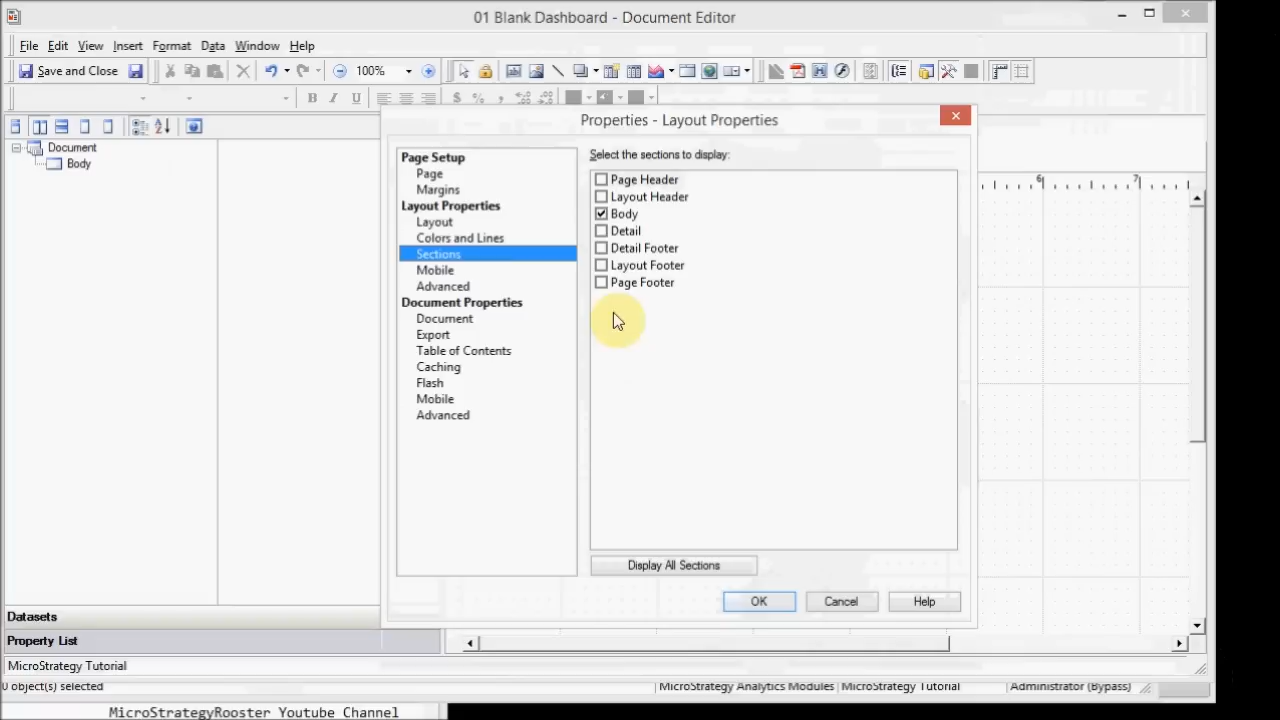 01 Blank Dashboard - Document Editor
File Edit View Insert Format Data Window Help
Save and Close 100%
B I U $ % ,
Document
Body
Properties - Layout Properties
Page Setup
Page
Margins
Layout Properties
Layout
Colors and Lines
Sections
Mobile
Advanced
Document Properties
Document
Export
Table of Contents
Caching
Flash
Mobile
Advanced
Select the sections to display:
Page Header
Layout Header
Body
Detail
Detail Footer
Layout Footer
Page Footer
Display All Sections
OK Cancel Help
6 7
Datasets
Property List
MicroStrategy Tutorial
0 object(s) selected MicroStrategy Analytics Modules MicroStrategy Tutorial Administrator (Bypass)
MicroStrategyRooster Youtube Channel